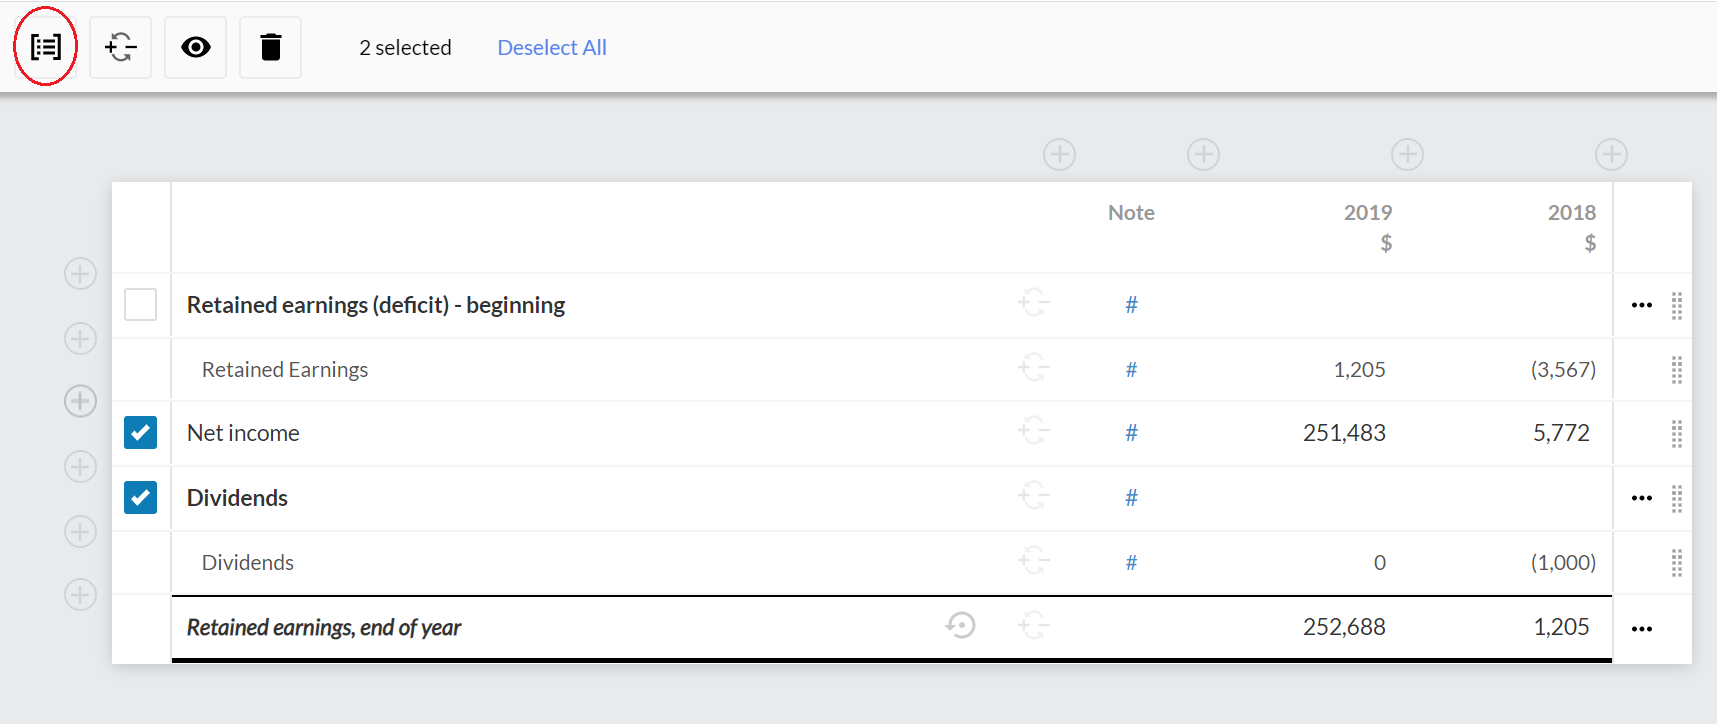 2 selected Deselect All
Note 2019 2018
$ $
Retained earnings (deficit) - beginning #
Retained Earnings # 1,205 (3,567)
Net income # 251,483 5,772
Dividends #
Dividends # 0 (1,000)
Retained earnings, end of year 252,688 1,205